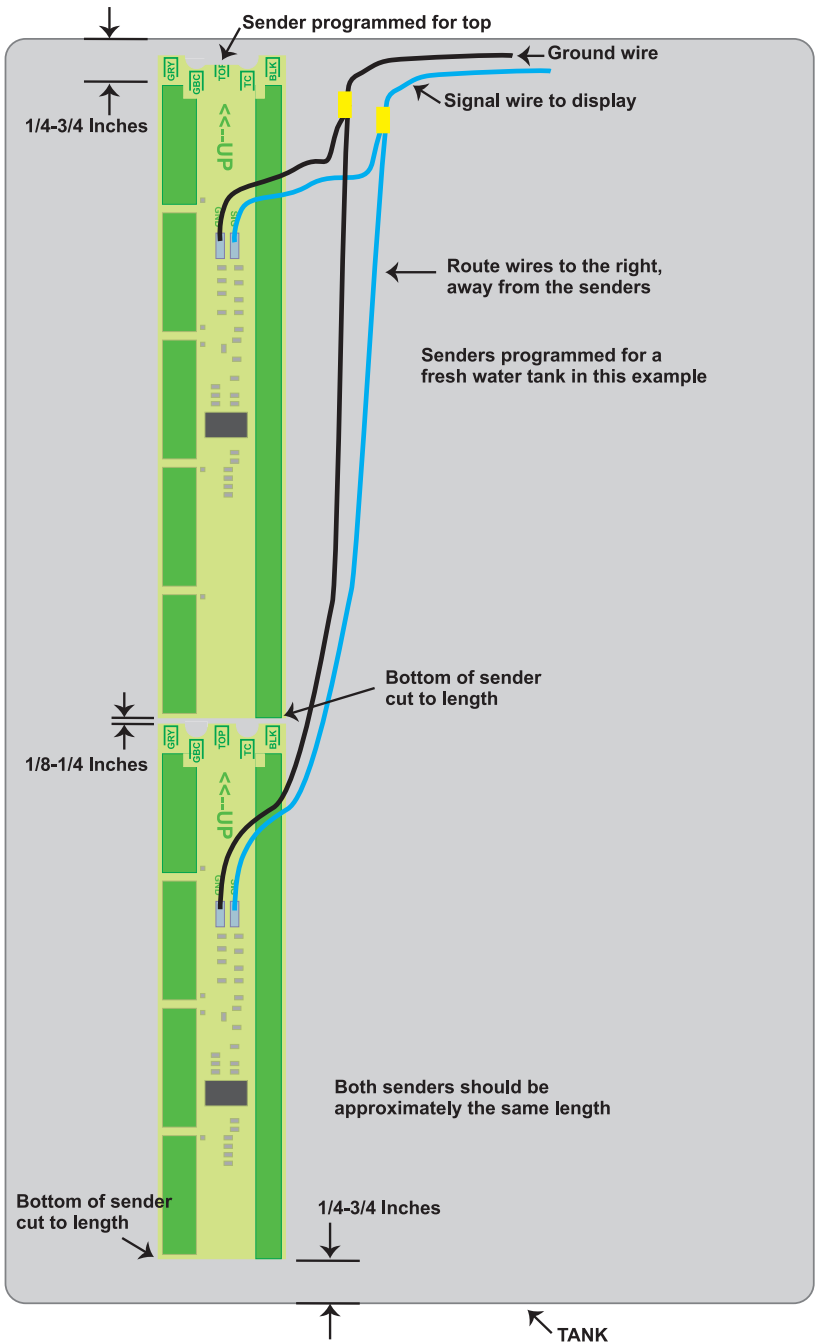 Sender programmed for top
Ground wire
Signal wire to display
GRY
GBC
TOP
TC
BLK
1/4-3/4 Inches
<<--UP
GND
SIG
Route wires to the right,
away from the senders
Senders programmed for a
fresh water tank in this example
Bottom of sender
cut to length
1/8-1/4 Inches
GRY
GBC
TOP
TC
BLK
<<--UP
GND
SIG
Both senders should be
approximately the same length
Bottom of sender
cut to length
1/4-3/4 Inches
TANK